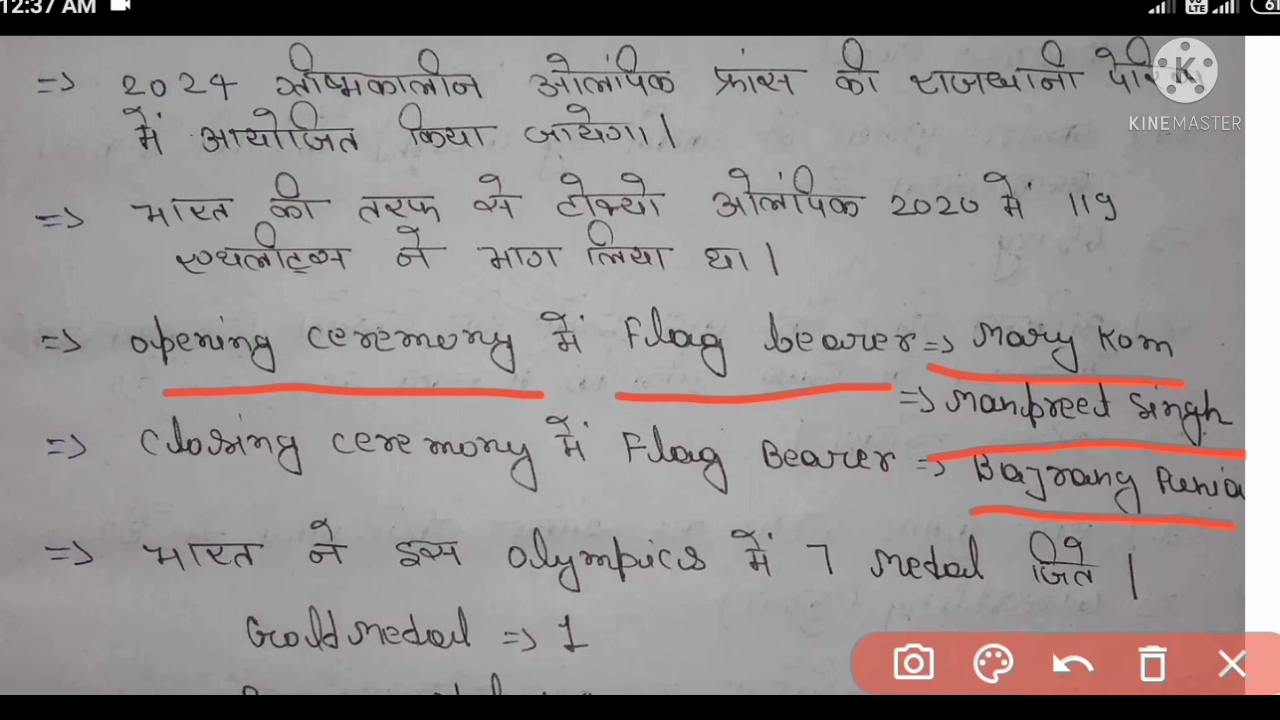 12:37 AM
=> 2024 ग्रीष्मकालीन ओलंपिक फ्रांस की राजधानी
में आयोजित किया जायेगा।
KINEMASTER
=> भारत की तरफ से टोक्यो ओलंपिक 2020 में 119
एथलीट्स ने भाग लिया था।
=> Opening ceremony में Flag bearer => Mary Kom
=> Manpreet Singh
=> Closing ceremony में Flag Bearer => Bajrang Punia
=> भारत ने इस Olympics में 7 medal जिते।
Gold medal => 1